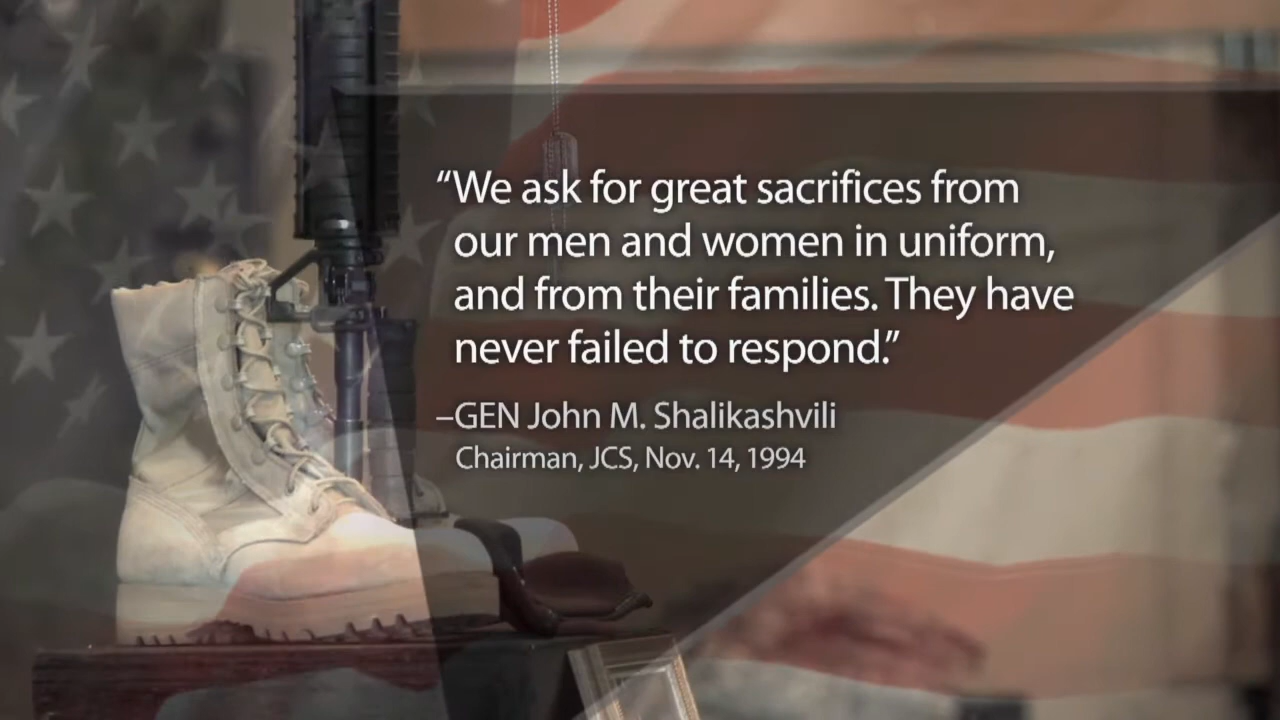 “We ask for great sacrifices from
our men and women in uniform,
and from their families. They have
never failed to respond.”
–GEN John M. Shalikashvili
Chairman, JCS, Nov. 14, 1994